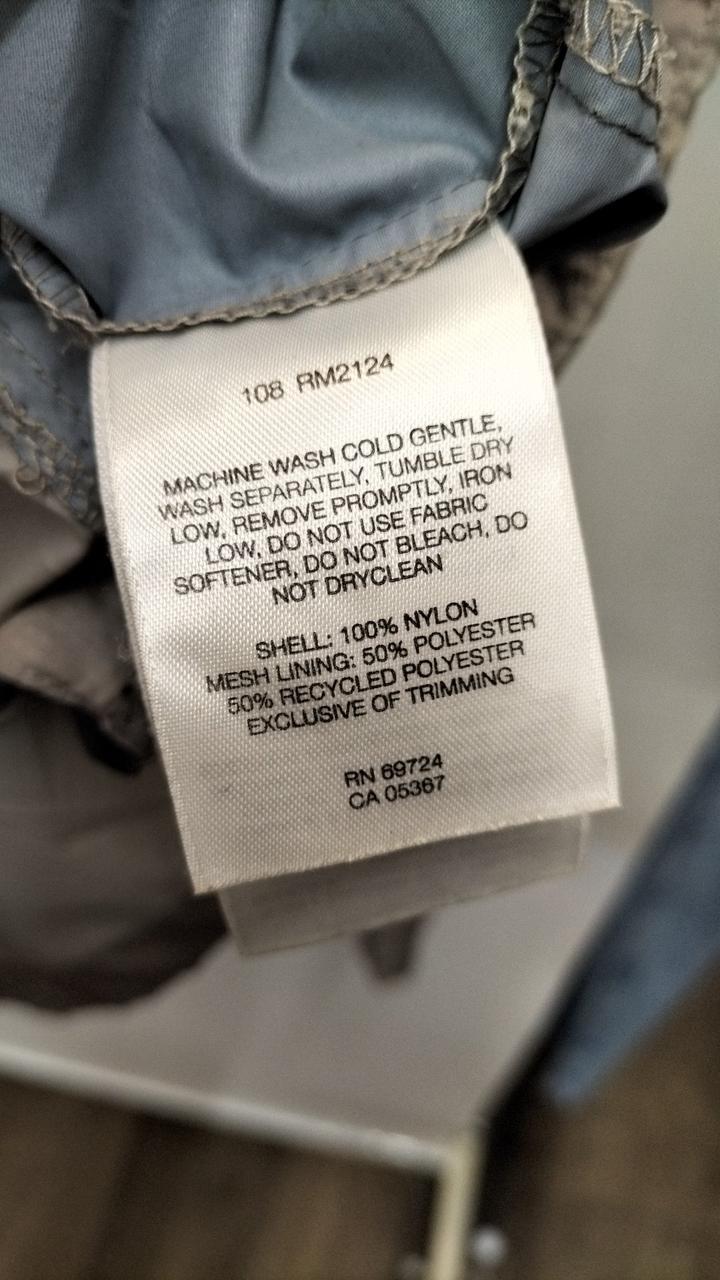 108 RM2124
MACHINE WASH COLD GENTLE,
WASH SEPARATELY, TUMBLE DRY
LOW, REMOVE PROMPTLY, IRON
LOW, DO NOT USE FABRIC
SOFTENER, DO NOT BLEACH, DO
NOT DRYCLEAN
SHELL: 100% NYLON
MESH LINING: 50% POLYESTER
50% RECYCLED POLYESTER
EXCLUSIVE OF TRIMMING
RN 69724
CA 05367